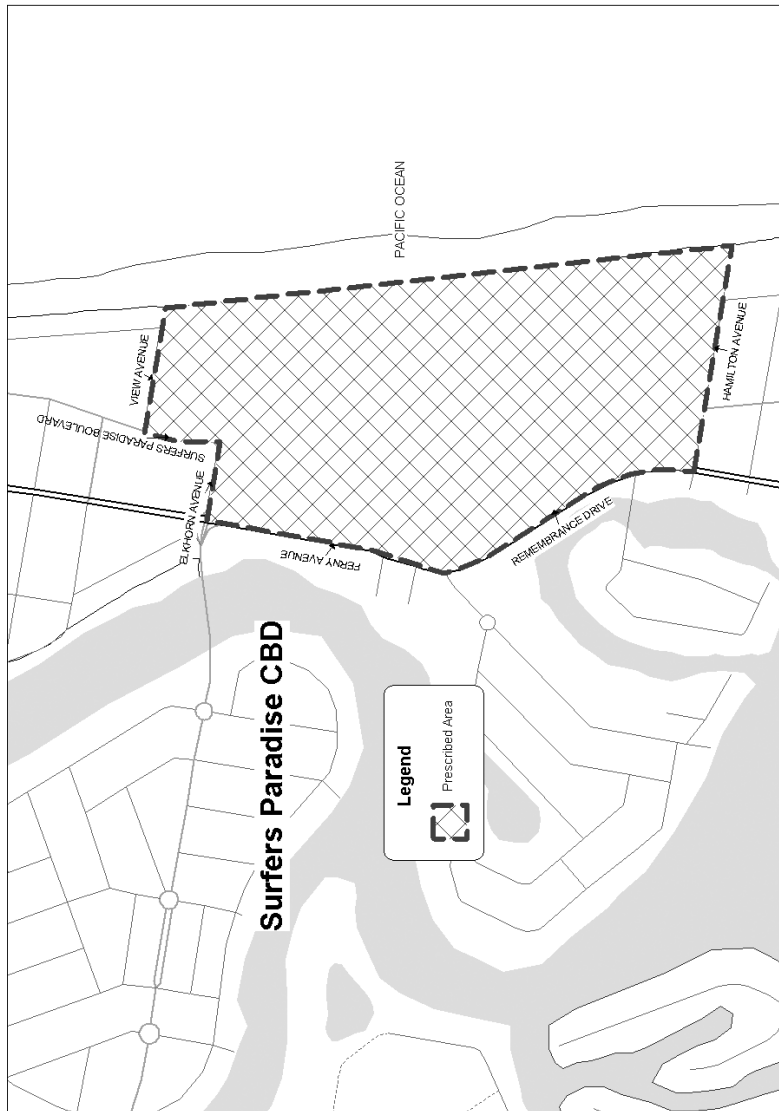 PACIFIC OCEAN
VIEW AVENUE
SURFERS PARADISE BOULEVARD
ELKHORN AVENUE
FERNY AVENUE
REMEMBRANCE DRIVE
HAMILTON AVENUE
Surfers Paradise CBD
Legend
Prescribed Area